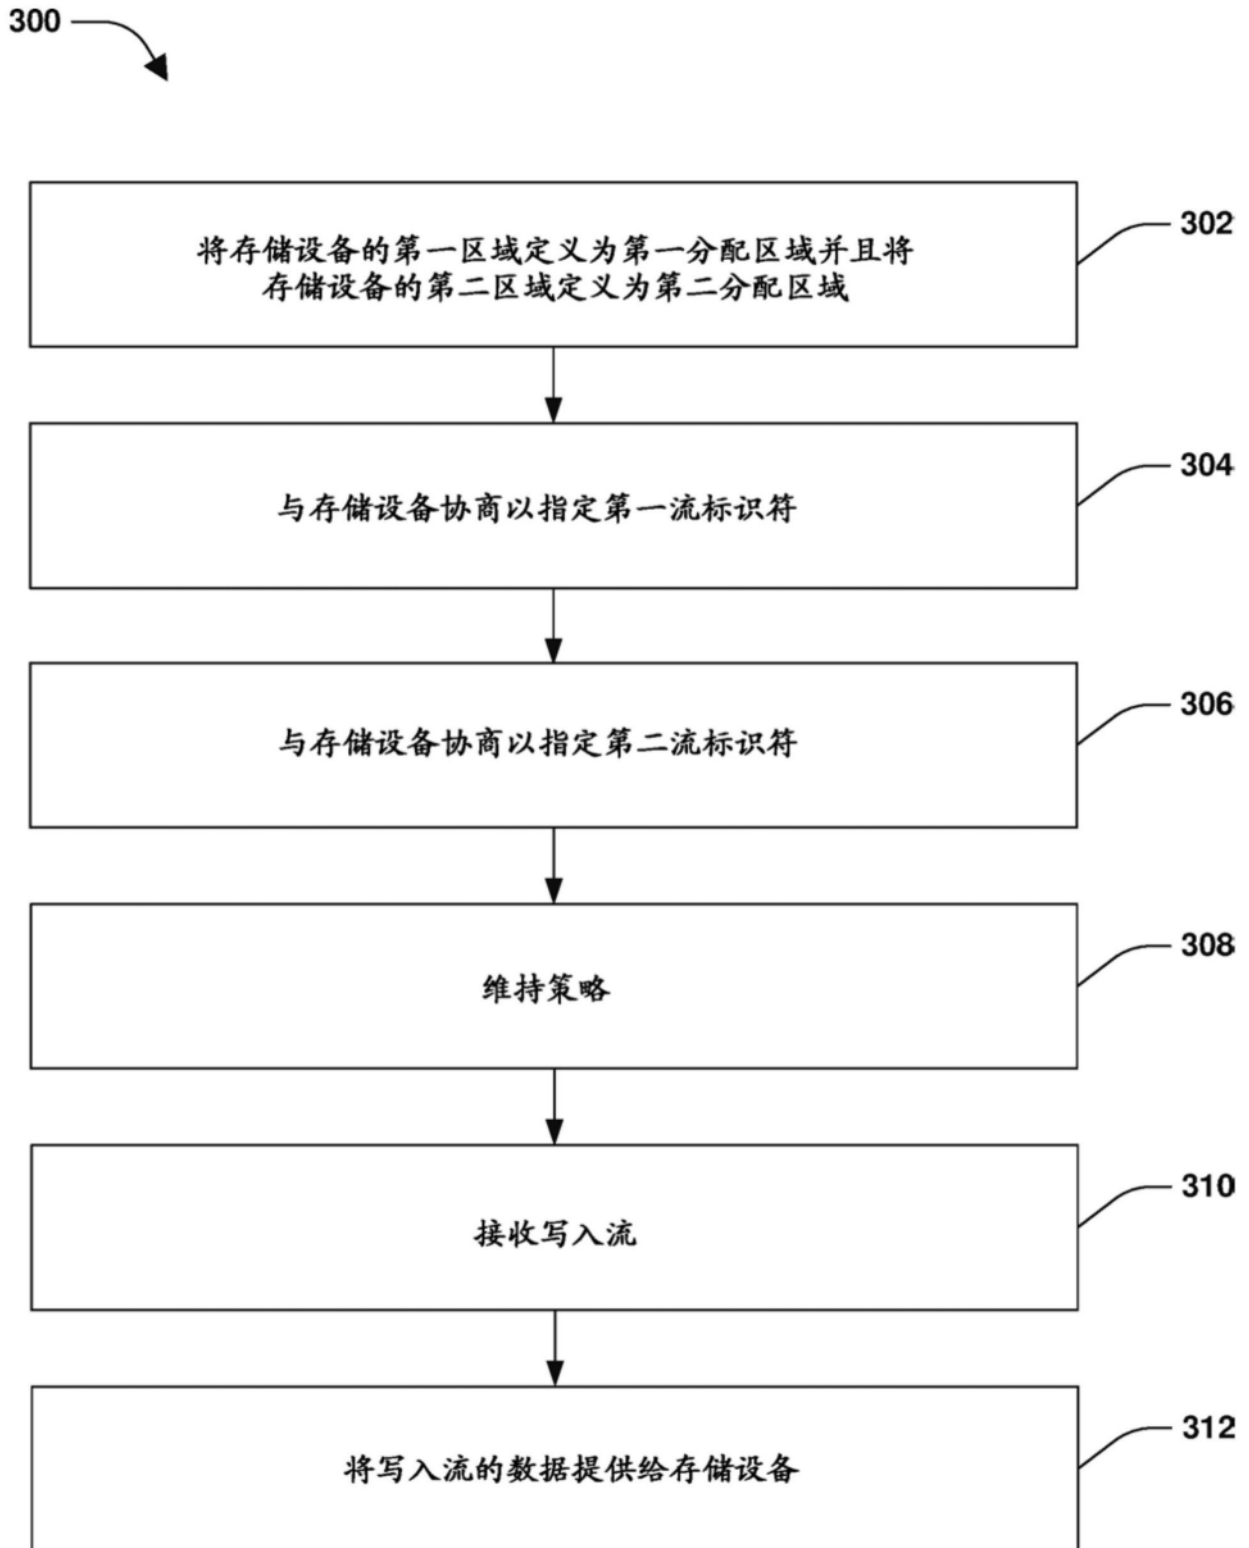 300
将存储设备的第一区域定义为第一分配区域并且将
存储设备的第二区域定义为第二分配区域
302
与存储设备协商以指定第一流标识符
304
与存储设备协商以指定第二流标识符
306
维持策略
308
接收写入流
310
将写入流的数据提供给存储设备
312